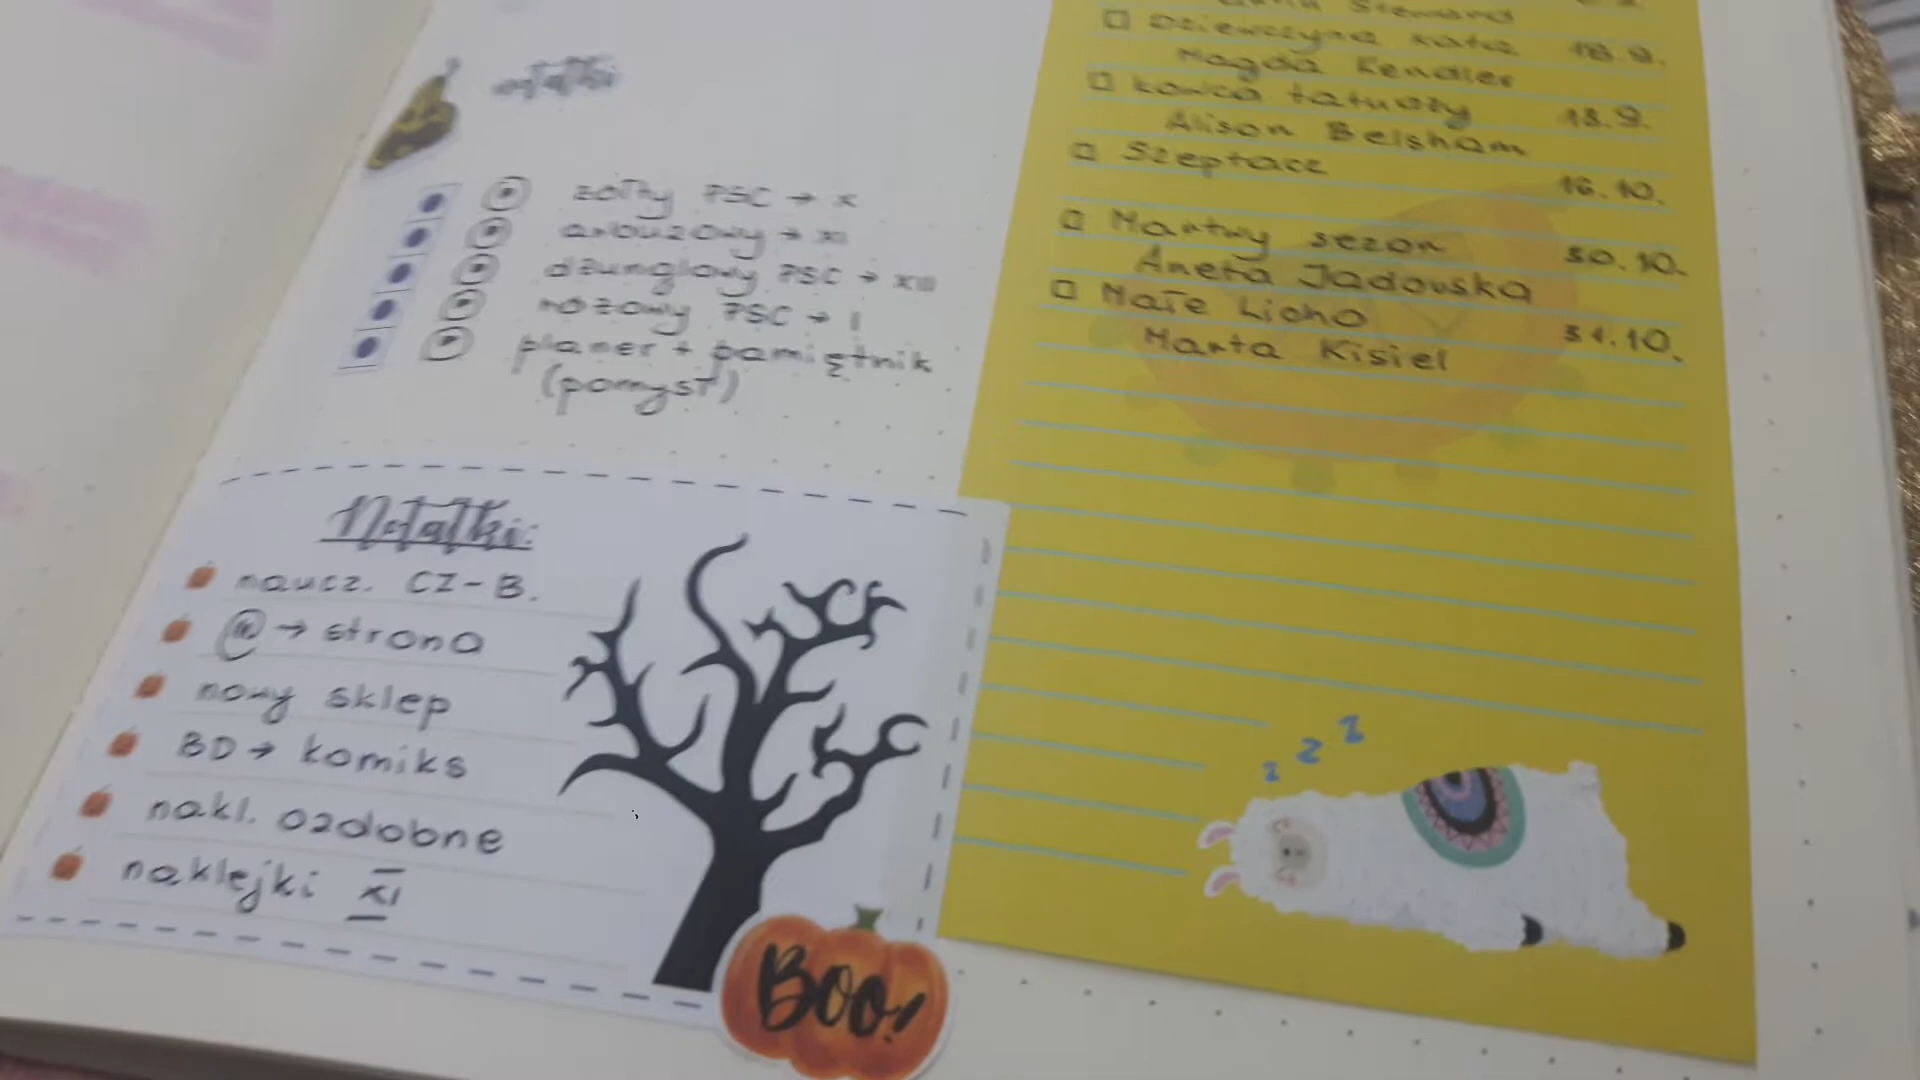 notatki
żółty PSC → X
arbuzowy → XI
dżunglowy PSC → XII
różowy PSC → I
planer + pamiętnik
(pomysł)
Notatki:
naucz. CZ-B.
@ → strona
nowy sklep
BD → komiks
nakl. ozdobne
naklejki XI
Boo!
Dziewczyna kata 18.9.
Magda Kendler
Łowca tatuaży 18.9.
Alison Belsham
Szeptacz 16.10.
Martwy sezon 30.10.
Aneta Jadowska
Małe Licho 31.10.
Marta Kisiel
z z z